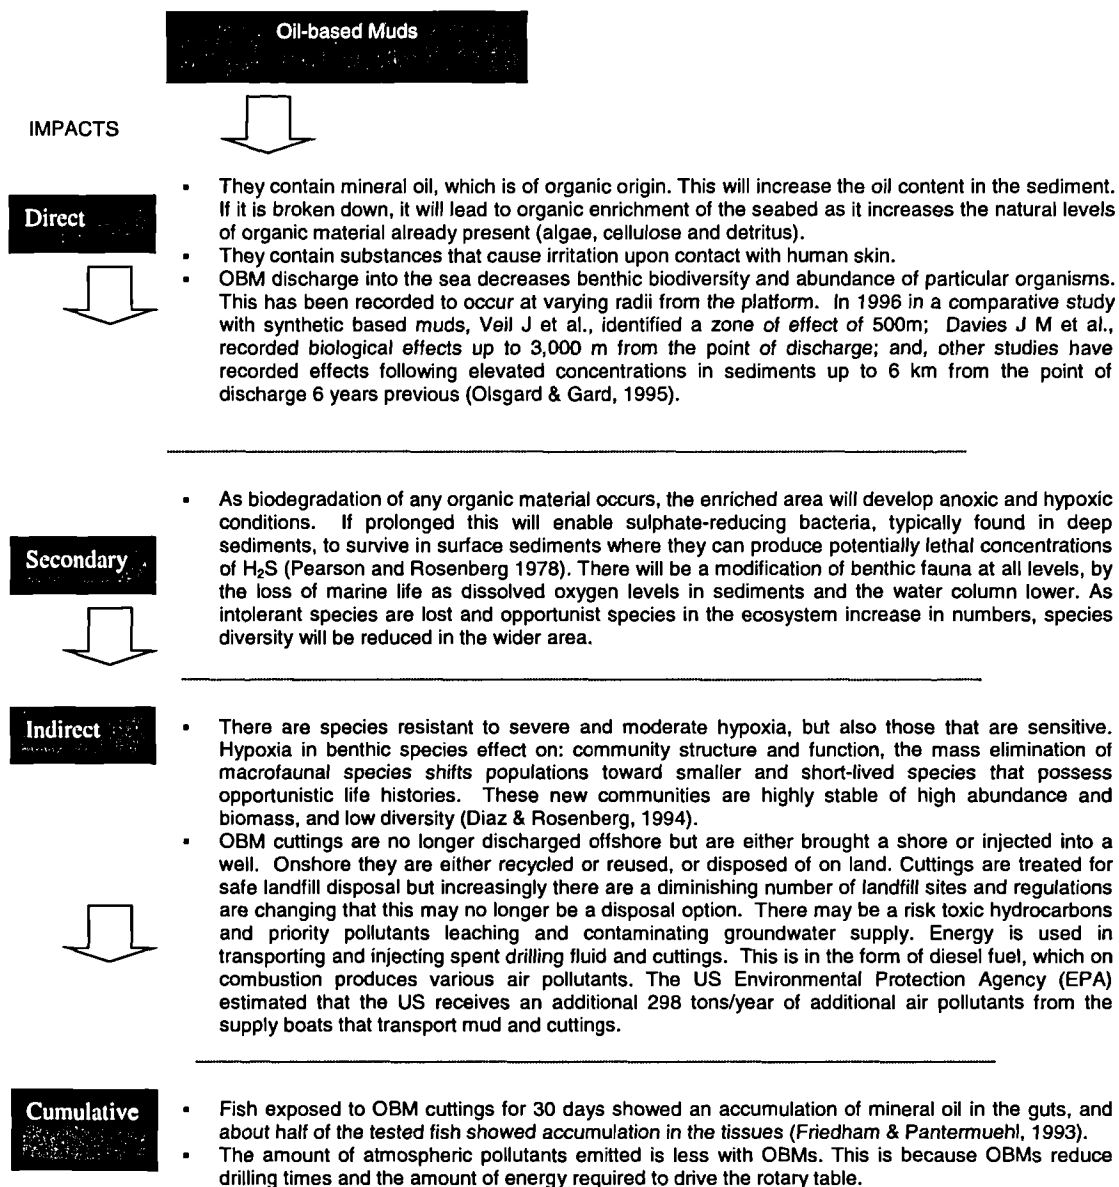 Oil-based Muds
IMPACTS
Direct
▪ They contain mineral oil, which is of organic origin. This will increase the oil content in the sediment.
If it is broken down, it will lead to organic enrichment of the seabed as it increases the natural levels
of organic material already present (algae, cellulose and detritus).
▪ They contain substances that cause irritation upon contact with human skin.
▪ OBM discharge into the sea decreases benthic biodiversity and abundance of particular organisms.
This has been recorded to occur at varying radii from the platform. In 1996 in a comparative study
with synthetic based muds, Veil J et al., identified a zone of effect of 500m; Davies J M et al.,
recorded biological effects up to 3,000 m from the point of discharge; and, other studies have
recorded effects following elevated concentrations in sediments up to 6 km from the point of
discharge 6 years previous (Olsgard & Gard, 1995).
Secondary
▪ As biodegradation of any organic material occurs, the enriched area will develop anoxic and hypoxic
conditions. If prolonged this will enable sulphate-reducing bacteria, typically found in deep
sediments, to survive in surface sediments where they can produce potentially lethal concentrations
of H₂S (Pearson and Rosenberg 1978). There will be a modification of benthic fauna at all levels, by
the loss of marine life as dissolved oxygen levels in sediments and the water column lower. As
intolerant species are lost and opportunist species in the ecosystem increase in numbers, species
diversity will be reduced in the wider area.
Indirect
▪ There are species resistant to severe and moderate hypoxia, but also those that are sensitive.
Hypoxia in benthic species effect on: community structure and function, the mass elimination of
macrofaunal species shifts populations toward smaller and short-lived species that possess
opportunistic life histories. These new communities are highly stable of high abundance and
biomass, and low diversity (Diaz & Rosenberg, 1994).
▪ OBM cuttings are no longer discharged offshore but are either brought a shore or injected into a
well. Onshore they are either recycled or reused, or disposed of on land. Cuttings are treated for
safe landfill disposal but increasingly there are a diminishing number of landfill sites and regulations
are changing that this may no longer be a disposal option. There may be a risk toxic hydrocarbons
and priority pollutants leaching and contaminating groundwater supply. Energy is used in
transporting and injecting spent drilling fluid and cuttings. This is in the form of diesel fuel, which on
combustion produces various air pollutants. The US Environmental Protection Agency (EPA)
estimated that the US receives an additional 298 tons/year of additional air pollutants from the
supply boats that transport mud and cuttings.
Cumulative
▪ Fish exposed to OBM cuttings for 30 days showed an accumulation of mineral oil in the guts, and
about half of the tested fish showed accumulation in the tissues (Friedham & Pantermuehl, 1993).
▪ The amount of atmospheric pollutants emitted is less with OBMs. This is because OBMs reduce
drilling times and the amount of energy required to drive the rotary table.